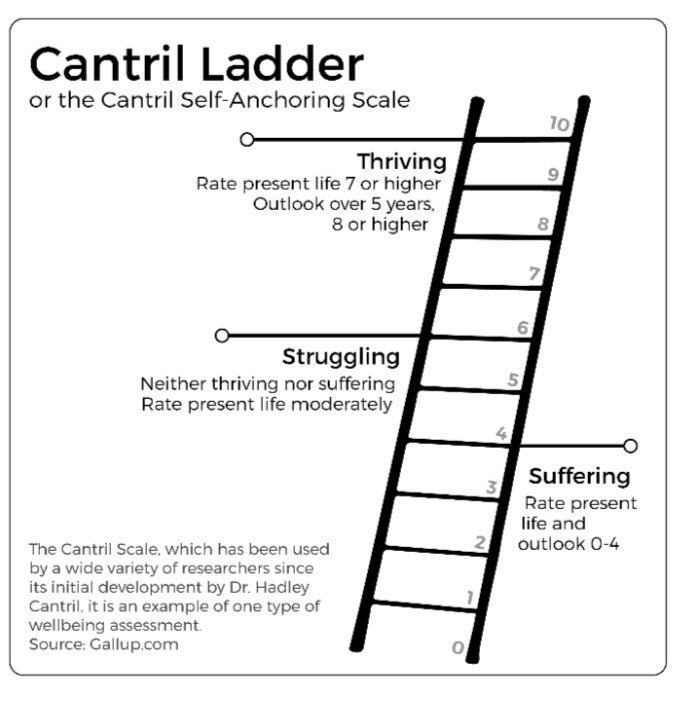 Cantril Ladder
or the Cantril Self-Anchoring Scale
10
Thriving
Rate present life 7 or higher
Outlook over 5 years,
8 or higher
9
8
7
6
Struggling
Neither thriving nor suffering
Rate present life moderately
5
4
Suffering
Rate present
life and
outlook 0-4
3
2
1
0
The Cantril Scale, which has been used
by a wide variety of researchers since
its initial development by Dr. Hadley
Cantril, it is an example of one type of
wellbeing assessment.
Source: Gallup.com